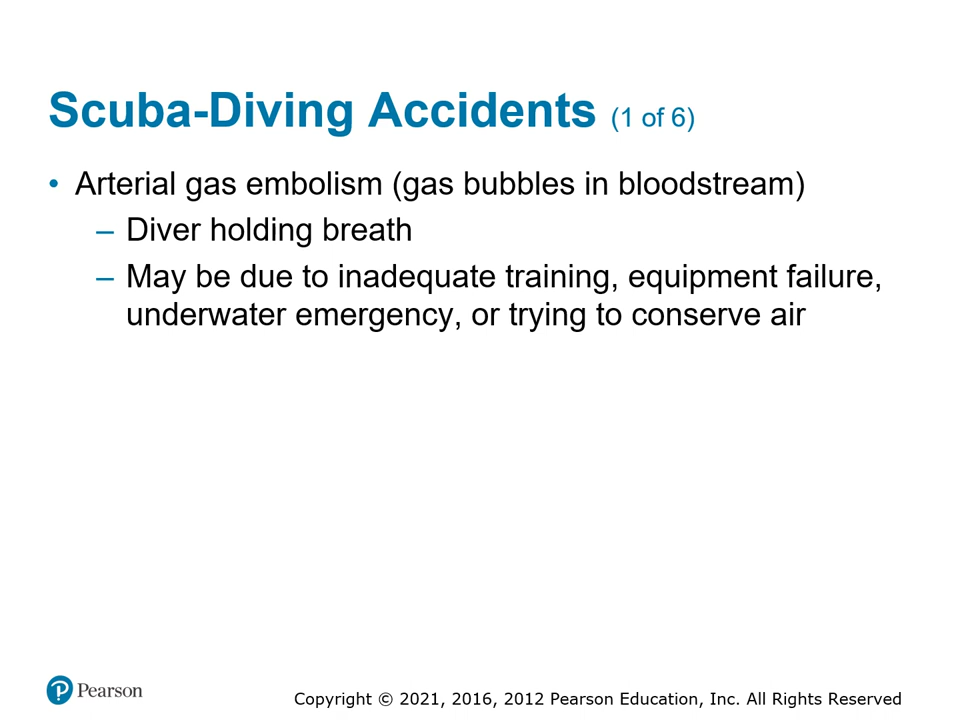 Scuba-Diving Accidents (1 of 6)
• Arterial gas embolism (gas bubbles in bloodstream)
– Diver holding breath
– May be due to inadequate training, equipment failure,
underwater emergency, or trying to conserve air
Pearson
Copyright © 2021, 2016, 2012 Pearson Education, Inc. All Rights Reserved